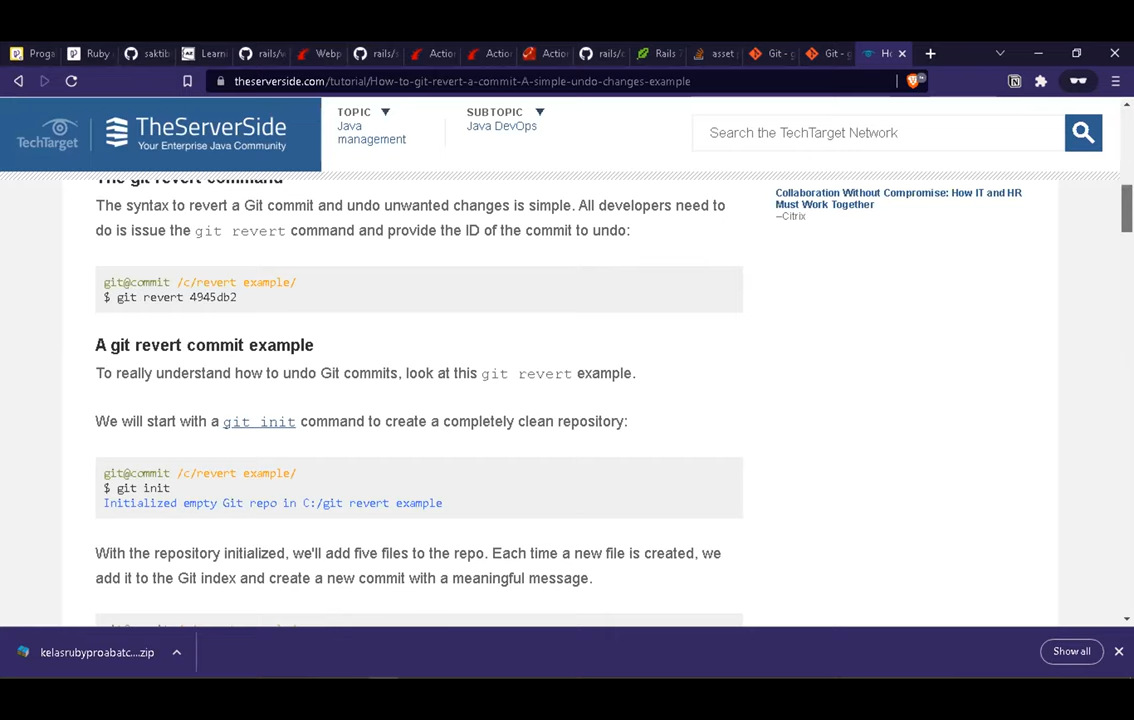 Proga
Ruby
saktib
Learni
rails/w
Webp
rails/s
Actio
Actio
Actio
rails/
Rails
asset
Git - g
Git - g
theserverside.com/tutorial/How-to-git-revert-a-commit-A-simple-undo-changes-example
TechTarget
TheServerSide
Your Enterprise Java Community
TOPIC
Java
management
SUBTOPIC
Java DevOps
Search the TechTarget Network
The git revert command
The syntax to revert a Git commit and undo unwanted changes is simple. All developers need to
do is issue the git revert command and provide the ID of the commit to undo:
git@commit /c/revert example/
$ git revert 4945db2
A git revert commit example
To really understand how to undo Git commits, look at this git revert example.
We will start with a git init command to create a completely clean repository:
git@commit /c/revert example/
$ git init
Initialized empty Git repo in C:/git revert example
With the repository initialized, we'll add five files to the repo. Each time a new file is created, we
add it to the Git index and create a new commit with a meaningful message.
Collaboration Without Compromise: How IT and HR
Must Work Together
–Citrix
kelasrubyproabatc....zip
Show all